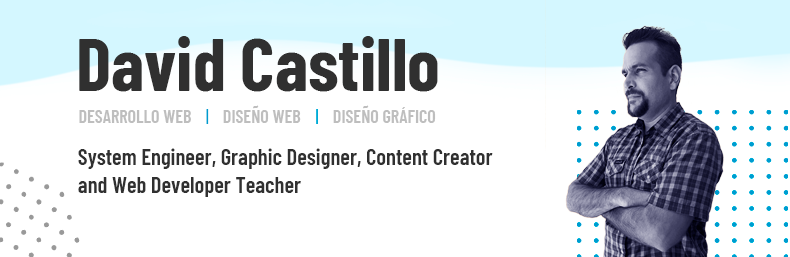 David Castillo
DESARROLLO WEB | DISEÑO WEB | DISEÑO GRÁFICO
System Engineer, Graphic Designer, Content Creator
and Web Developer Teacher